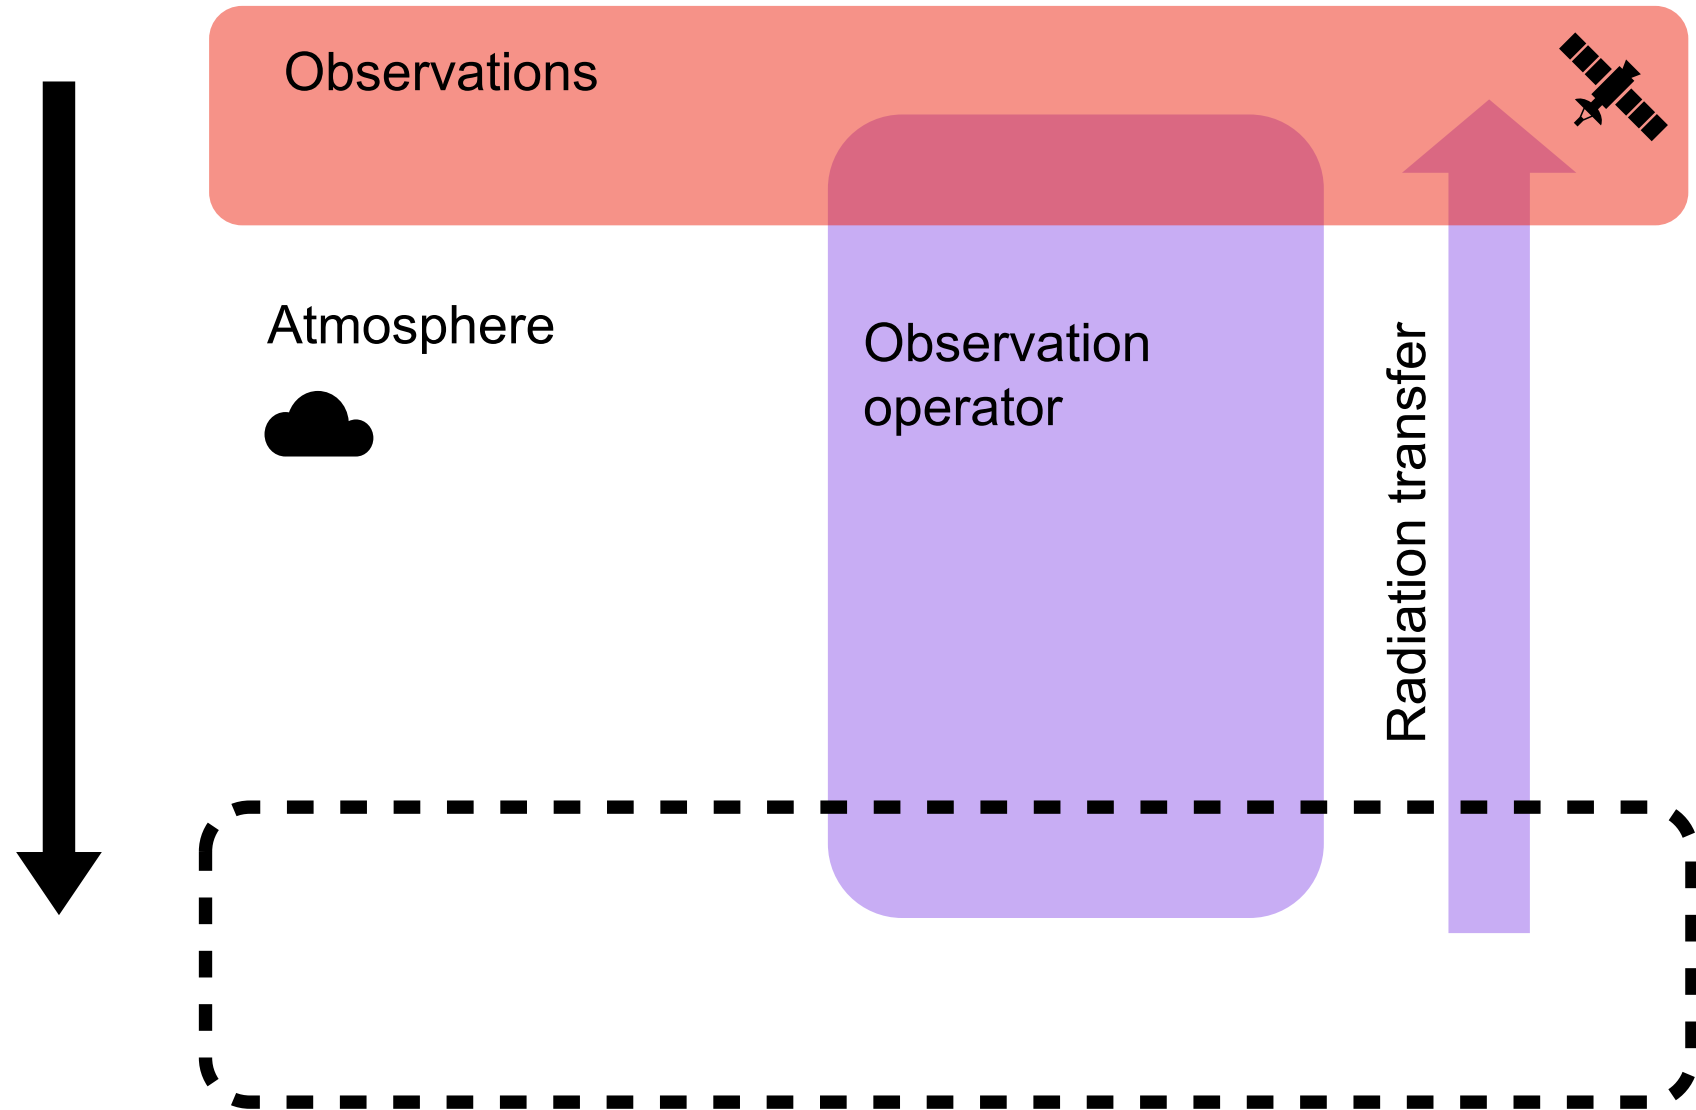 Observations
Atmosphere
Observation
operator
Radiation transfer